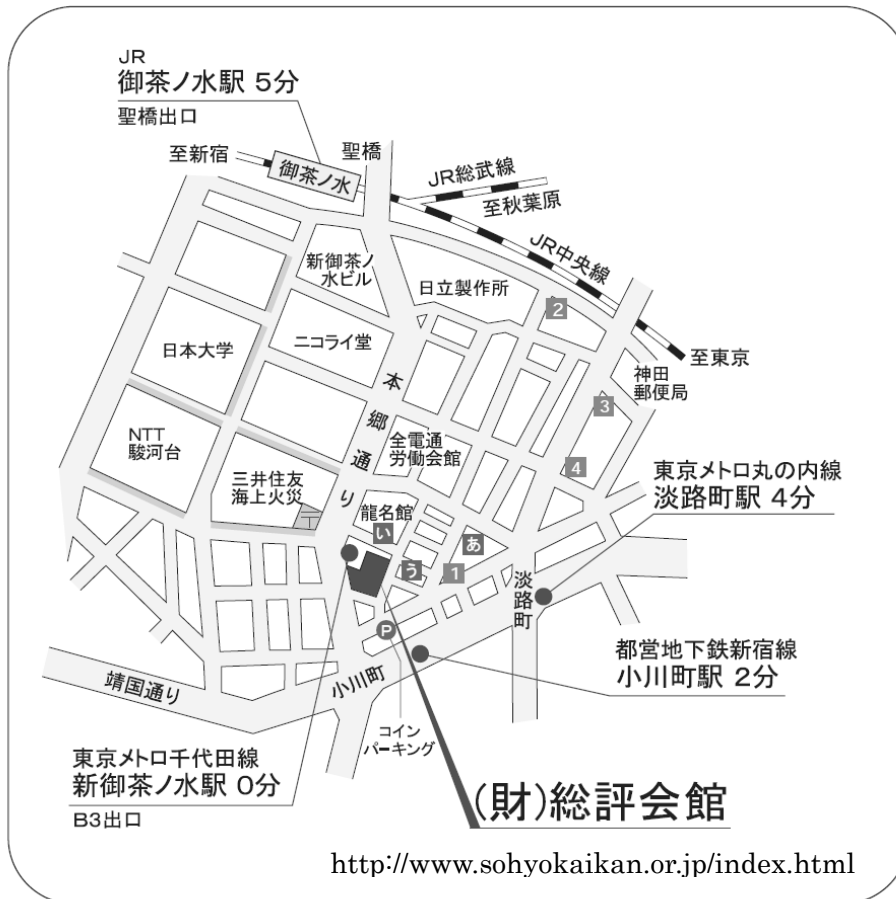 JR
御茶ノ水駅 5分
聖橋出口
至新宿
御茶ノ水
聖橋
JR総武線
至秋葉原
JR中央線
新御茶ノ
水ビル
日立製作所
2
至東京
日本大学
ニコライ堂
神田
郵便局
本郷通り
3
NTT
駿河台
全電通
労働会館
4
三井住友
海上火災
東京メトロ丸の内線
淡路町駅 4分
龍名館
い
あ
う
1
淡路町
P
都営地下鉄新宿線
小川町駅 2分
靖国通り
小川町
コイン
パーキング
東京メトロ千代田線
新御茶ノ水駅 0分
B3出口
(財)総評会館
http://www.sohyokaikan.or.jp/index.html